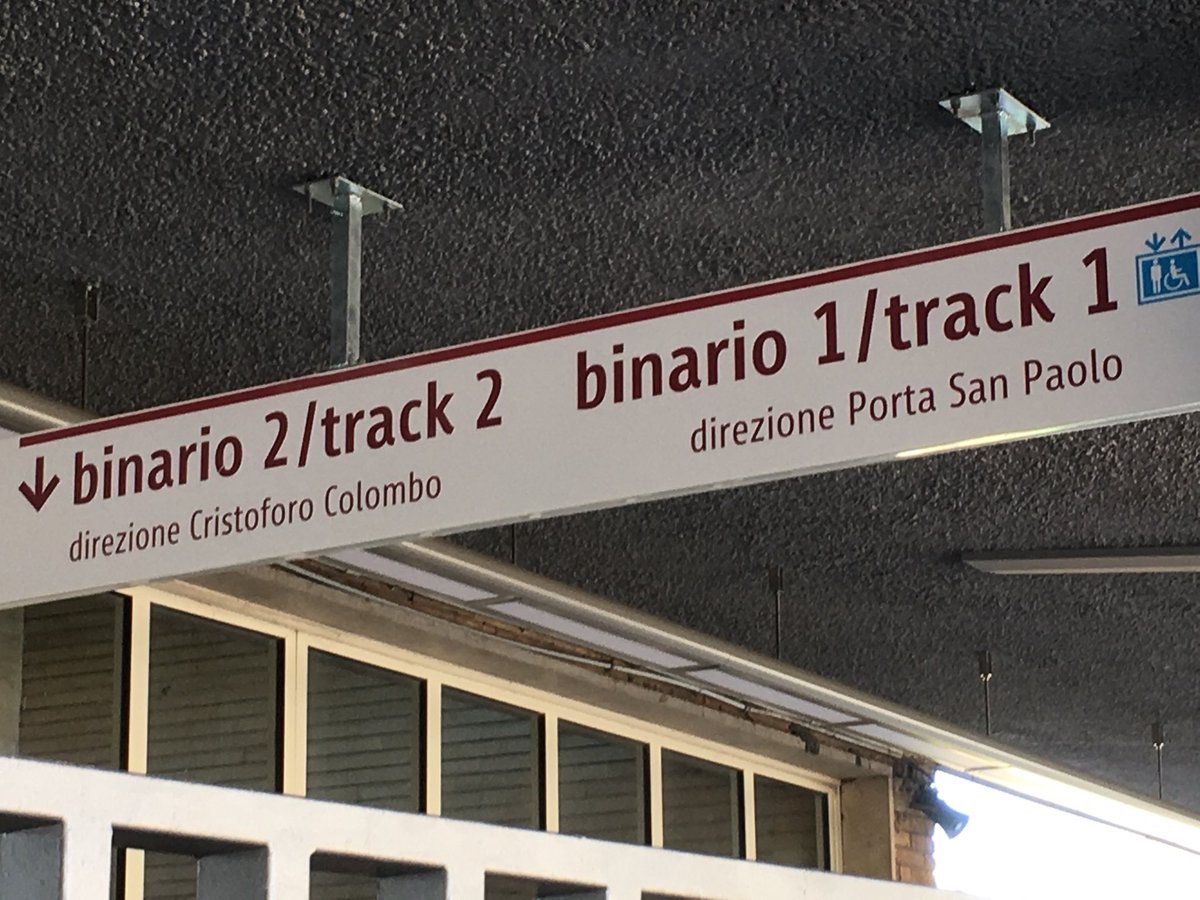 binario 2/track 2
direzione Cristoforo Colombo
binario 1/track 1
direzione Porta San Paolo